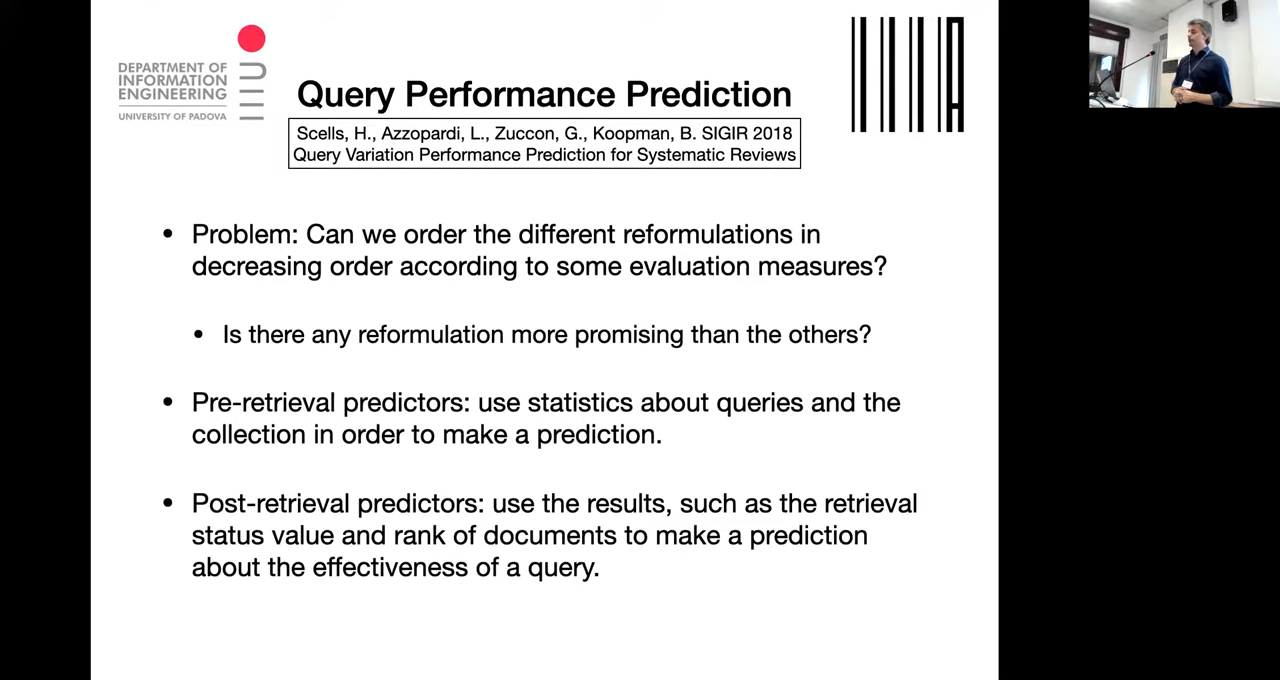 DEPARTMENT OF
INFORMATION
ENGINEERING
UNIVERSITY OF PADOVA
Query Performance Prediction
Scells, H., Azzopardi, L., Zuccon, G., Koopman, B. SIGIR 2018
Query Variation Performance Prediction for Systematic Reviews
• Problem: Can we order the different reformulations in
decreasing order according to some evaluation measures?
• Is there any reformulation more promising than the others?
• Pre-retrieval predictors: use statistics about queries and the
collection in order to make a prediction.
• Post-retrieval predictors: use the results, such as the retrieval
status value and rank of documents to make a prediction
about the effectiveness of a query.